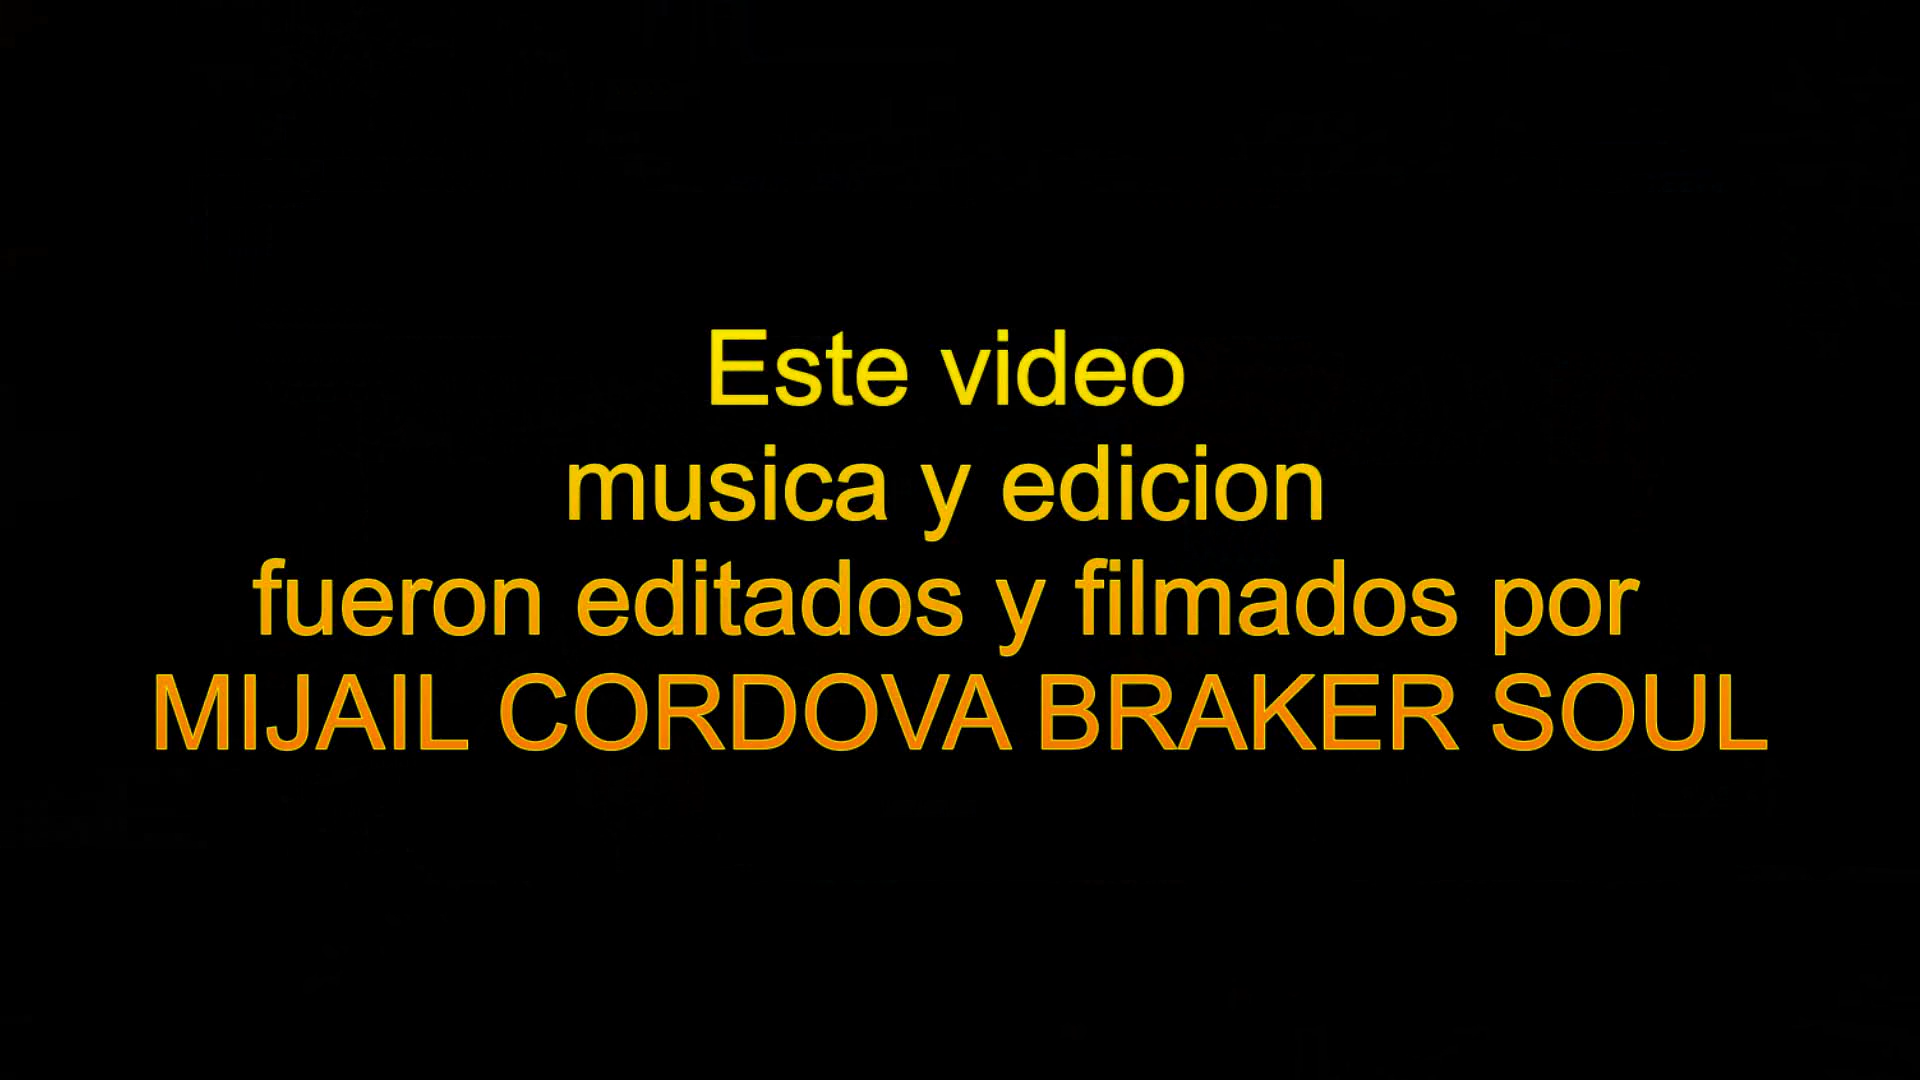 Este video
musica y edicion
fueron editados y filmados por
MIJAIL CORDOVA BRAKER SOUL